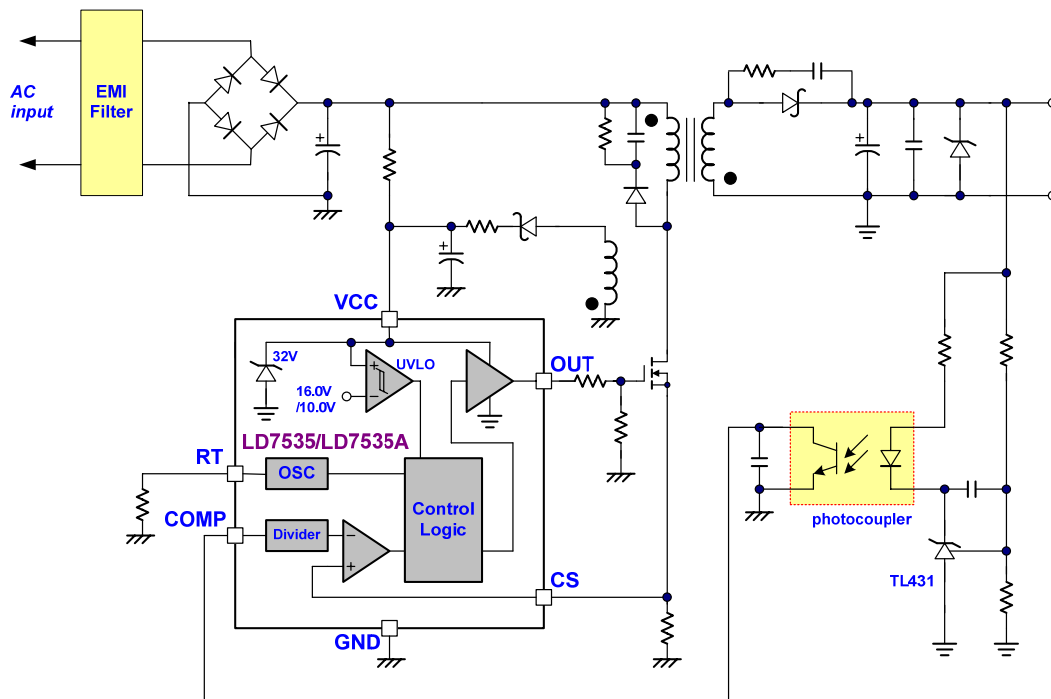 AC
input
EMI
Filter
+
+
+
VCC
32V
UVLO
+
−
16.0V
/10.0V
OUT
LD7535/LD7535A
RT
OSC
COMP
Divider
−
+
Control
Logic
CS
GND
photocoupler
TL431